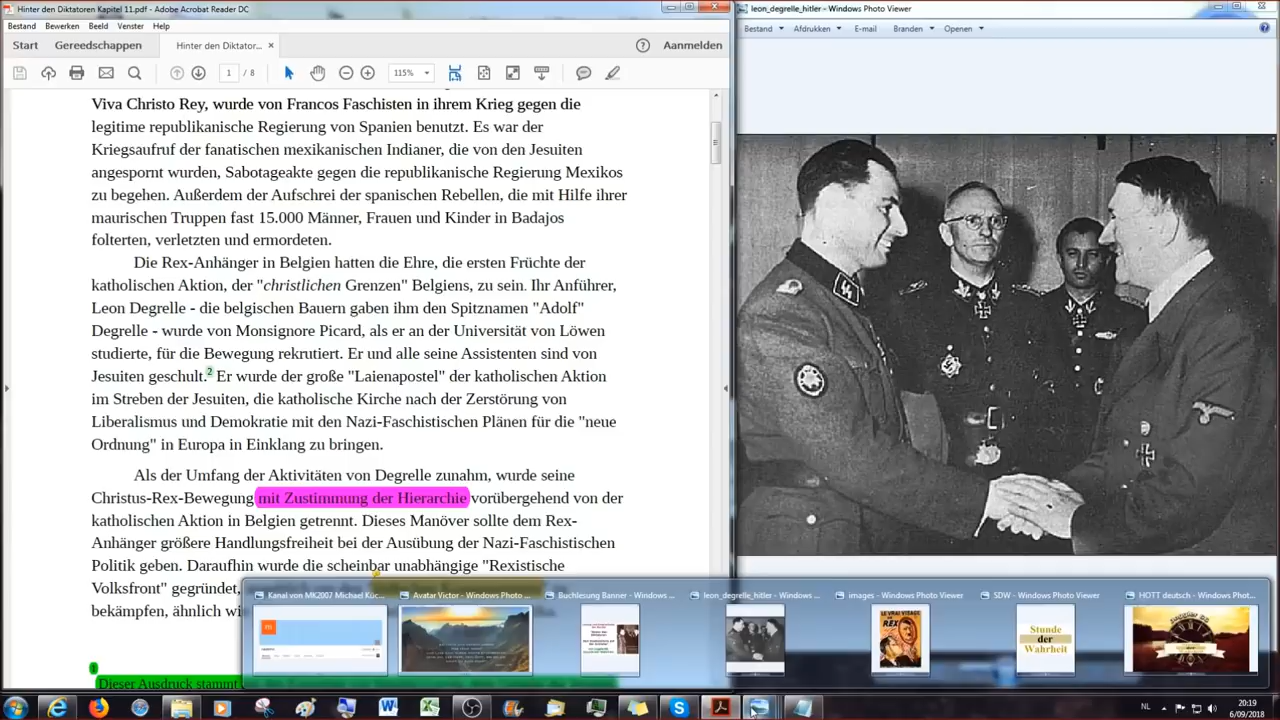 Hinter den Diktatoren Kapitel 11.pdf - Adobe Acrobat Reader DC
Bestand Bewerken Beeld Venster Help
Start Gereedschappen Hinter den Diktator... × Aanmelden
1 / 8 115%
Viva Christo Rey, wurde von Francos Faschisten in ihrem Krieg gegen die
legitime republikanische Regierung von Spanien benutzt. Es war der
Kriegsaufruf der fanatischen mexikanischen Indianer, die von den Jesuiten
angespornt wurden, Sabotageakte gegen die republikanische Regierung Mexikos
zu begehen. Außerdem der Aufschrei der spanischen Rebellen, die mit Hilfe ihrer
maurischen Truppen fast 15.000 Männer, Frauen und Kinder in Badajos
folterten, verletzten und ermordeten.
Die Rex-Anhänger in Belgien hatten die Ehre, die ersten Früchte der
katholischen Aktion, der "christlichen Grenzen" Belgiens, zu sein. Ihr Anführer,
Leon Degrelle - die belgischen Bauern gaben ihm den Spitznamen "Adolf"
Degrelle - wurde von Monsignore Picard, als er an der Universität von Löwen
studierte, für die Bewegung rekrutiert. Er und alle seine Assistenten sind von
Jesuiten geschult.2 Er wurde der große "Laienapostel" der katholischen Aktion
im Streben der Jesuiten, die katholische Kirche nach der Zerstörung von
Liberalismus und Demokratie mit den Nazi-Faschistischen Plänen für die "neue
Ordnung" in Europa in Einklang zu bringen.
Als der Umfang der Aktivitäten von Degrelle zunahm, wurde seine
Christus-Rex-Bewegung mit Zustimmung der Hierarchie vorübergehend von der
katholischen Aktion in Belgien getrennt. Dieses Manöver sollte dem Rex-
Anhänger größere Handlungsfreiheit bei der Ausübung der Nazi-Faschistischen
Politik geben. Daraufhin wurde die scheinbar unabhängige "Rexistische
Volksfront" gegründet,
bekämpfen, ähnlich wi
Dieser Ausdruck stammt
leon_degrelle_hitler - Windows Photo Viewer
Bestand Afdrukken E-mail Branden Openen
Kanal von MK2007 Michael Küc... Avatar Victor - Windows Photo ... Buchlesung Banner - Windows ... leon_degrelle_hitler - Windows ... images - Windows Photo Viewer SDW - Windows Photo Viewer HOTT deutsch - Windows Phot...
m
LE VRAI VISAGE
REX
Stunde
der
Wahrheit
NL 20:19
6/09/2018